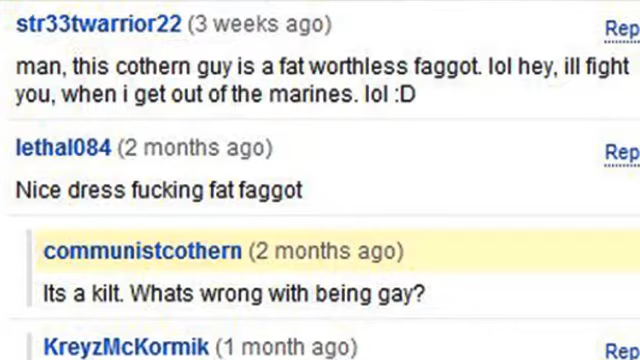 str33twarrior22 (3 weeks ago) Rep
man, this cothern guy is a fat worthless faggot. lol hey, ill fight
you, when i get out of the marines. lol :D
lethal084 (2 months ago) Rep
Nice dress fucking fat faggot
communistcothern (2 months ago)
Its a kilt. Whats wrong with being gay?
KreyzMcKormik (1 month ago) Rep